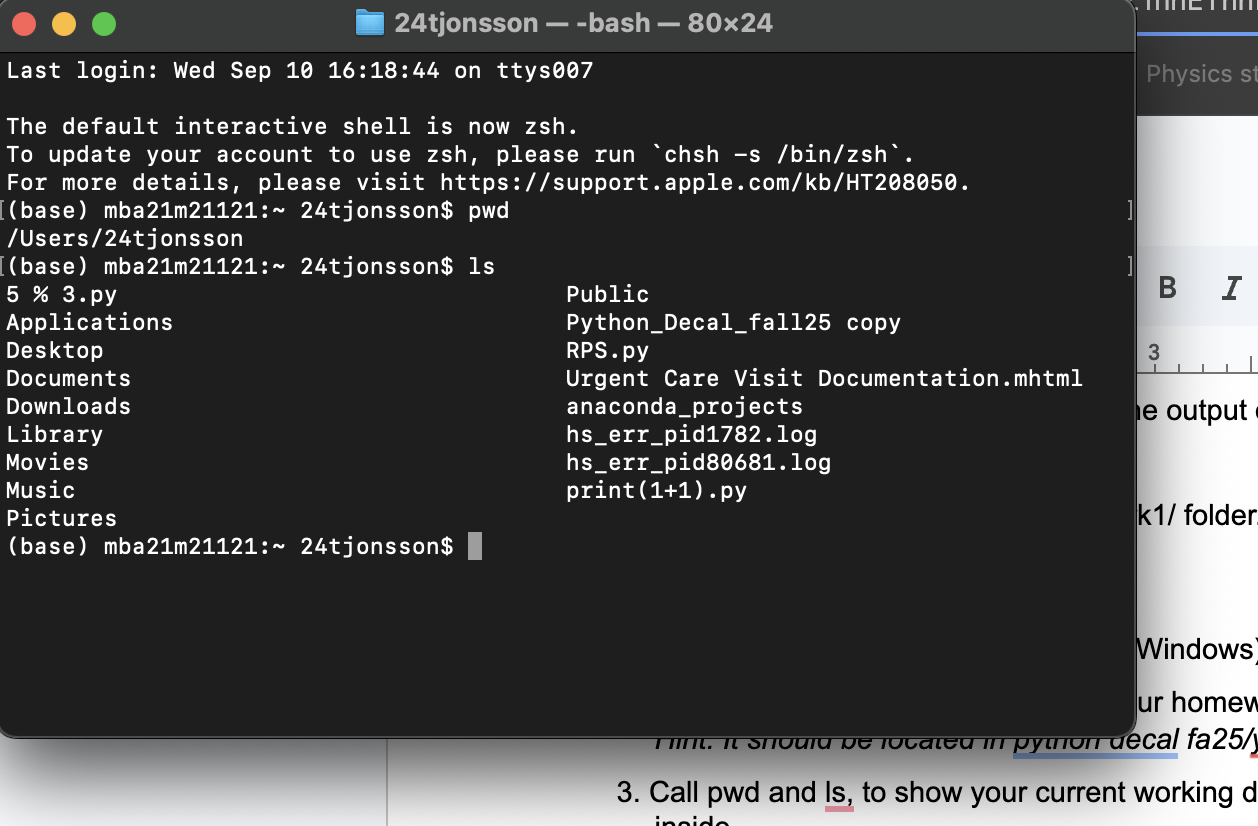 24tjonsson — -bash — 80×24
Last login: Wed Sep 10 16:18:44 on ttys007
The default interactive shell is now zsh.
To update your account to use zsh, please run `chsh -s /bin/zsh`.
For more details, please visit https://support.apple.com/kb/HT208050.
[(base) mba21m21121:~ 24tjonsson$ pwd ]
/Users/24tjonsson
[(base) mba21m21121:~ 24tjonsson$ ls ]
5 % 3.py Public
Applications Python_Decal_fall25 copy
Desktop RPS.py
Documents Urgent Care Visit Documentation.mhtml
Downloads anaconda_projects
Library hs_err_pid1782.log
Movies hs_err_pid80681.log
Music print(1+1).py
Pictures
(base) mba21m21121:~ 24tjonsson$
Physics st
B I
3
he output
k1/ folder.
Windows)
ur homew
Hint: It should be located in python decal fa25/
3. Call pwd and ls, to show your current working d
inside